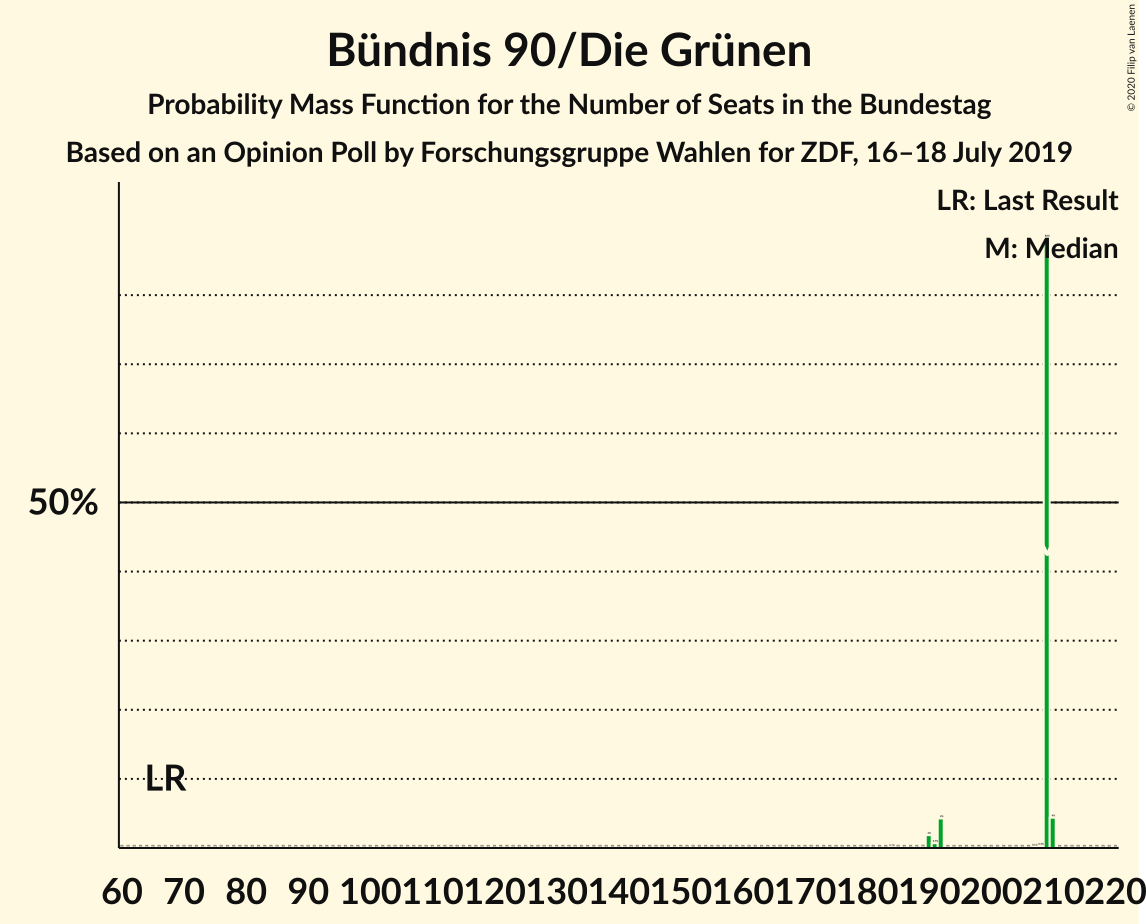 Bündnis 90/Die Grünen
Probability Mass Function for the Number of Seats in the Bundestag
Based on an Opinion Poll by Forschungsgruppe Wahlen for ZDF, 16–18 July 2019
© 2020 Filip van Laenen
LR: Last Result
M: Median
50%
LR
60 70 80 90 100 110 120 130 140 150 160 170 180 190 200 210 220